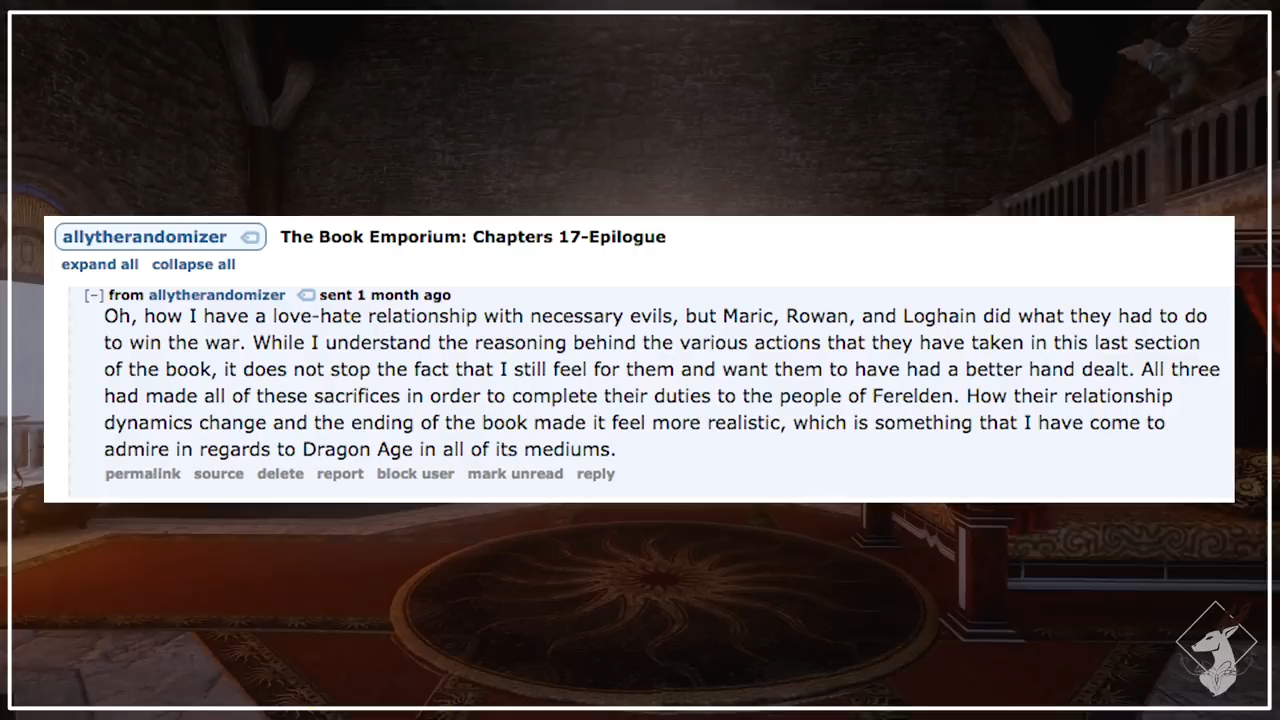 allytherandomizer The Book Emporium: Chapters 17-Epilogue
expand all collapse all
[-] from allytherandomizer sent 1 month ago
Oh, how I have a love-hate relationship with necessary evils, but Maric, Rowan, and Loghain did what they had to do
to win the war. While I understand the reasoning behind the various actions that they have taken in this last section
of the book, it does not stop the fact that I still feel for them and want them to have had a better hand dealt. All three
had made all of these sacrifices in order to complete their duties to the people of Ferelden. How their relationship
dynamics change and the ending of the book made it feel more realistic, which is something that I have come to
admire in regards to Dragon Age in all of its mediums.
permalink source delete report block user mark unread reply